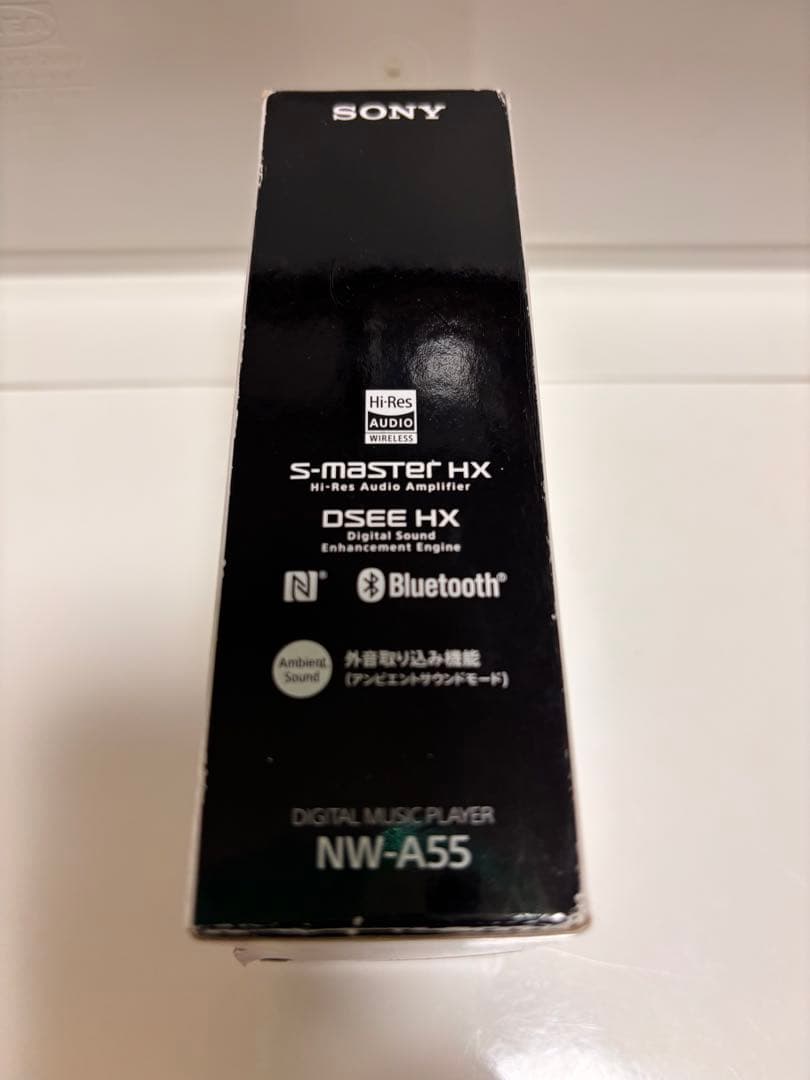 SONY
Hi-Res
AUDIO
WIRELESS
S-master HX
Hi-Res Audio Amplifier
DSEE HX
Digital Sound
Enhancement Engine
N®
Bluetooth®
Ambient
Sound
外音取り込み機能
(アンビエントサウンドモード)
DIGITAL MUSIC PLAYER
NW-A55